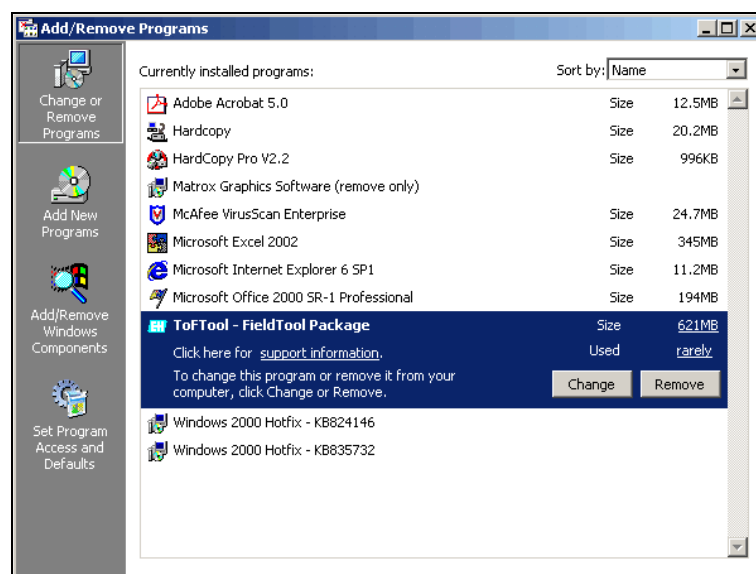 Add/Remove Programs
Change or
Remove
Programs
Add New
Programs
Add/Remove
Windows
Components
Set Program
Access and
Defaults
Currently installed programs:
Sort by: Name
Adobe Acrobat 5.0 Size 12.5MB
Hardcopy Size 20.2MB
HardCopy Pro V2.2 Size 996KB
Matrox Graphics Software (remove only)
McAfee VirusScan Enterprise Size 24.7MB
Microsoft Excel 2002 Size 345MB
Microsoft Internet Explorer 6 SP1 Size 11.2MB
Microsoft Office 2000 SR-1 Professional Size 194MB
ToFTool - FieldTool Package Size 621MB
Click here for support information. Used rarely
To change this program or remove it from your
computer, click Change or Remove.
Change Remove
Windows 2000 Hotfix - KB824146
Windows 2000 Hotfix - KB835732